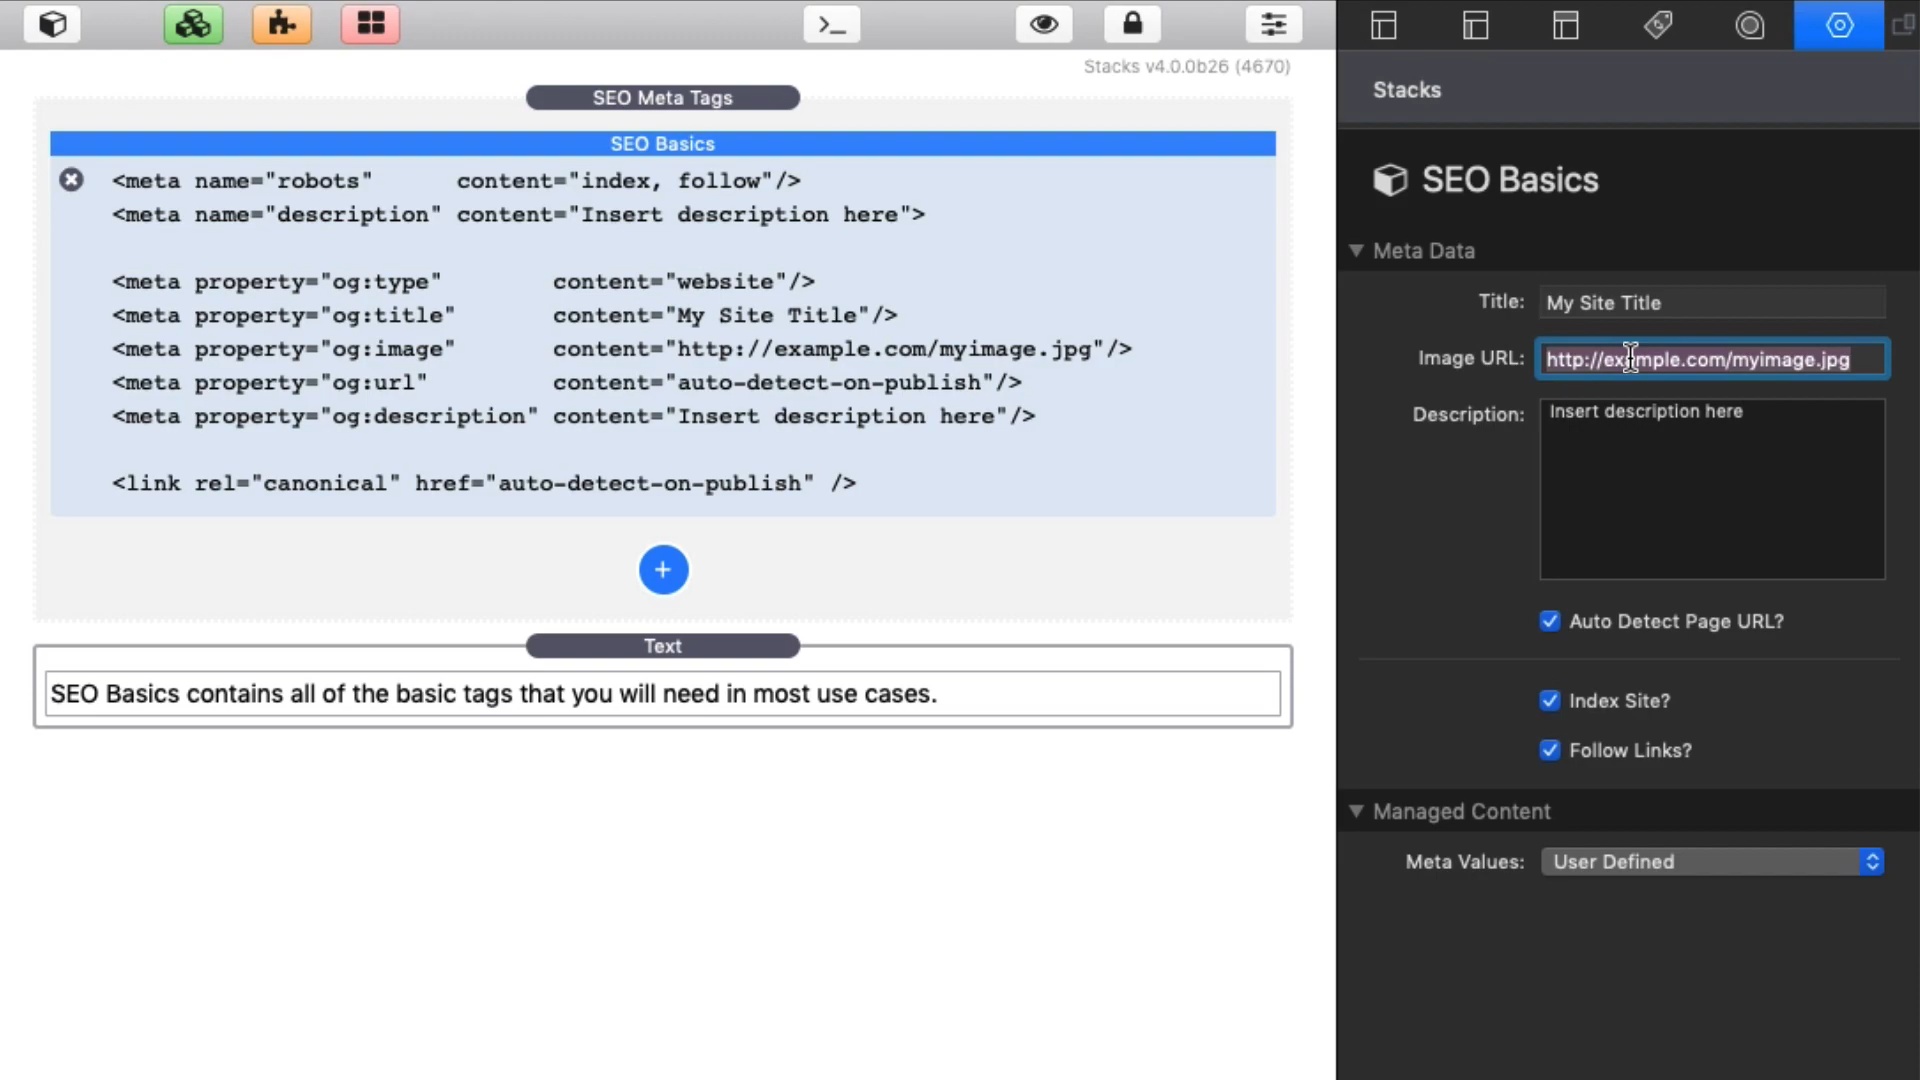 Stacks v4.0.0b26 (4670)
SEO Meta Tags
SEO Basics
<meta name="robots" content="index, follow"/>
<meta name="description" content="Insert description here">
<meta property="og:type" content="website"/>
<meta property="og:title" content="My Site Title"/>
<meta property="og:image" content="http://example.com/myimage.jpg"/>
<meta property="og:url" content="auto-detect-on-publish"/>
<meta property="og:description" content="Insert description here"/>
<link rel="canonical" href="auto-detect-on-publish" />
Text
SEO Basics contains all of the basic tags that you will need in most use cases.
Stacks
SEO Basics
Meta Data
Title: My Site Title
Image URL: http://example.com/myimage.jpg
Description: Insert description here
Auto Detect Page URL?
Index Site?
Follow Links?
Managed Content
Meta Values: User Defined